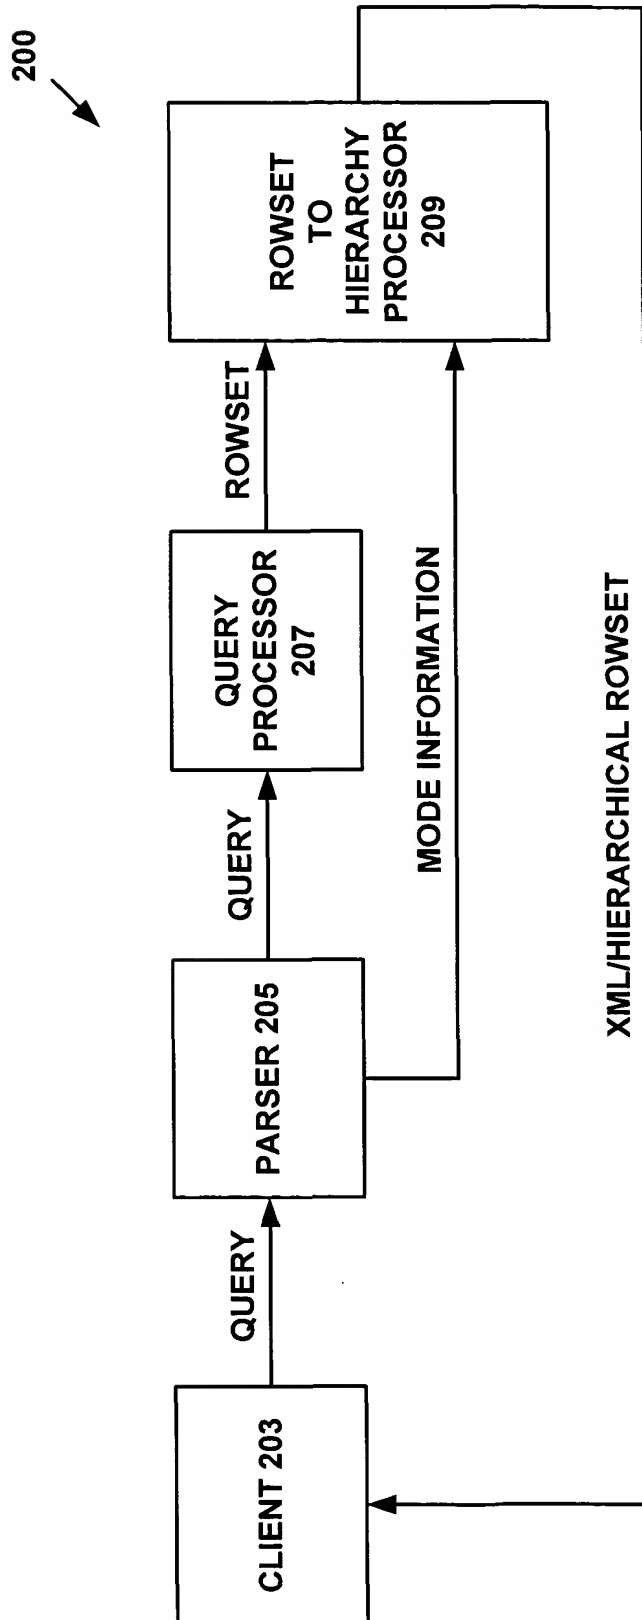 200
CLIENT 203
QUERY
PARSER 205
QUERY
QUERY
PROCESSOR
207
ROWSET
ROWSET
TO
HIERARCHY
PROCESSOR
209
MODE INFORMATION
XML/HIERARCHICAL ROWSET